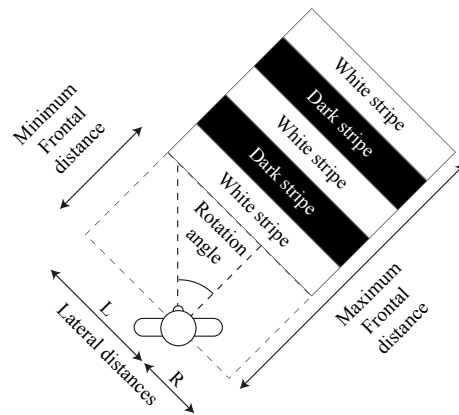 White stripe
Dark stripe
White stripe
Dark stripe
White stripe
Minimum
Frontal
distance
Rotation
angle
L
R
Lateral distances
Maximum
Frontal
distance